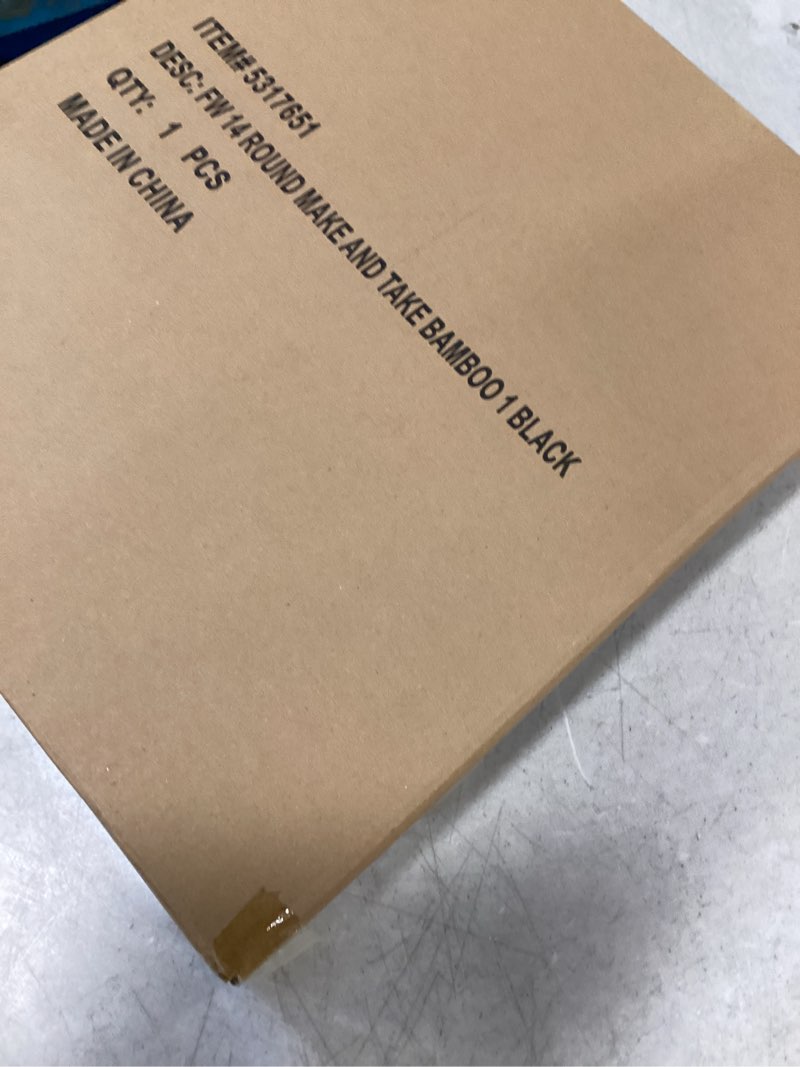 ITEM# 5317651
DESC: FW 14 ROUND MAKE AND TAKE BAMBOO 1 BLACK
QTY: 1 PCS
MADE IN CHINA